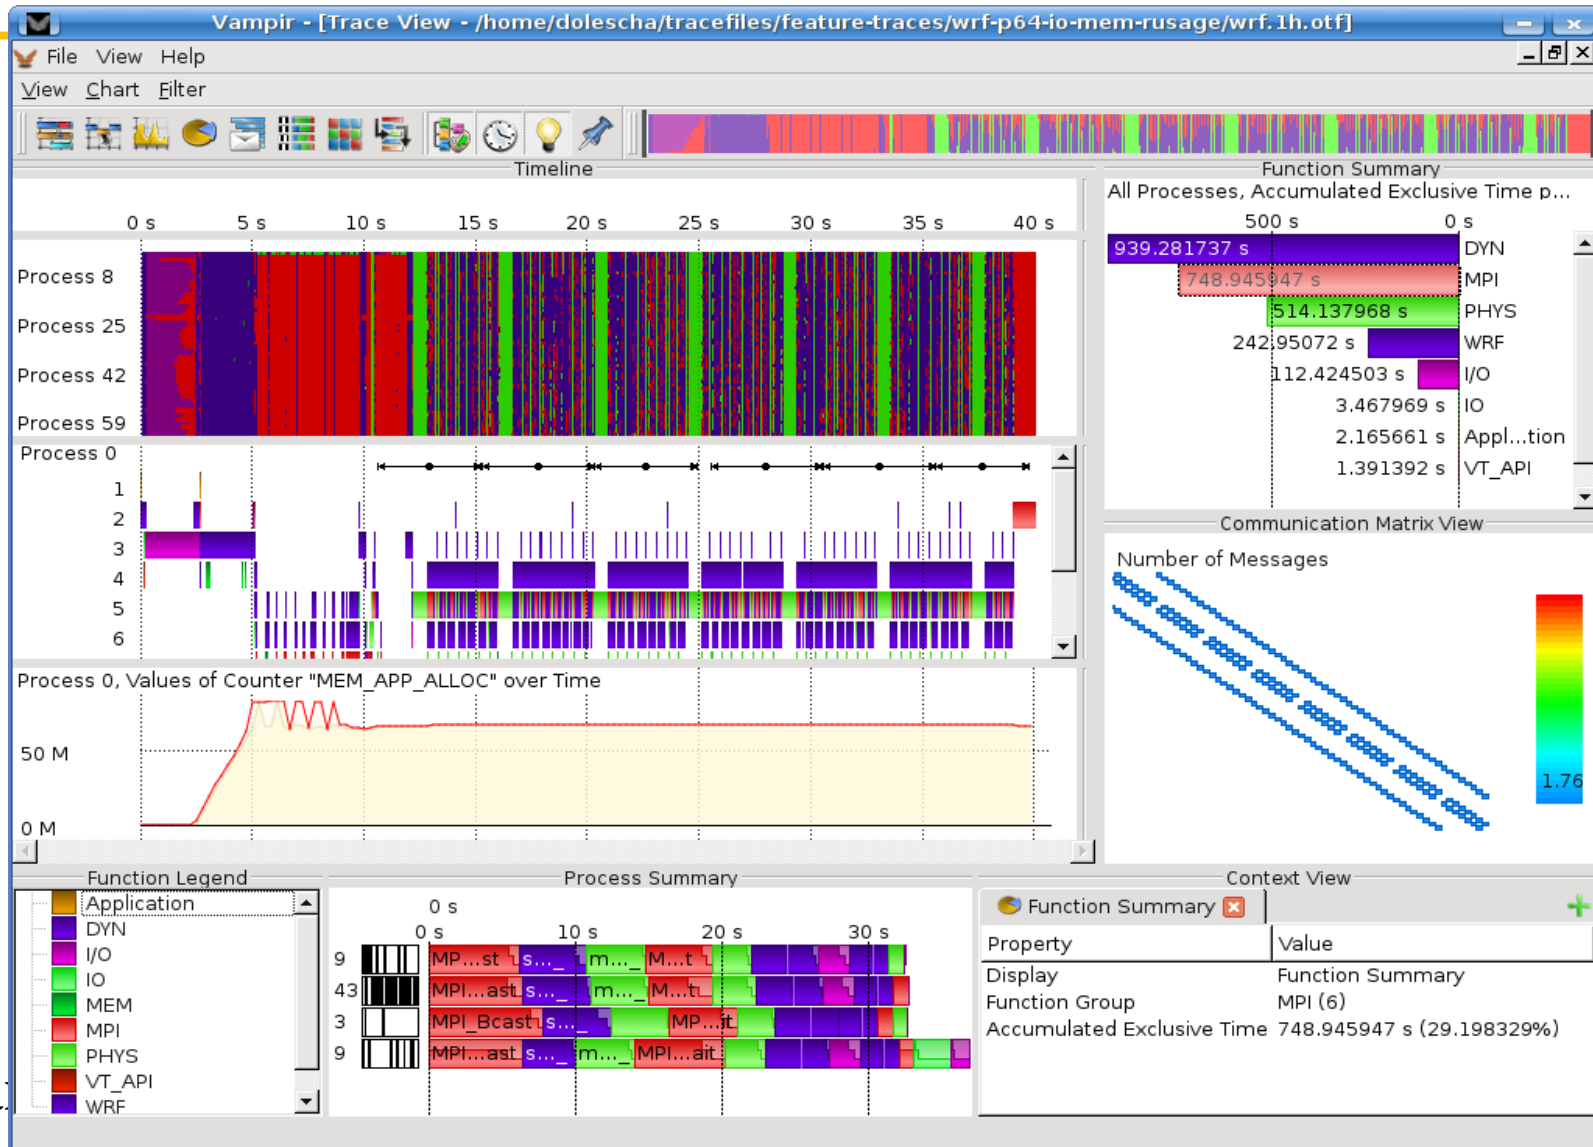 Vampir - [Trace View - /home/dolescha/tracefiles/feature-traces/wrf-p64-io-mem-rusage/wrf.1h.otf]
File View Help
View Chart Filter
Timeline
0 s 5 s 10 s 15 s 20 s 25 s 30 s 35 s 40 s
Process 8
Process 25
Process 42
Process 59
Process 0
1
2
3
4
5
6
Process 0, Values of Counter "MEM_APP_ALLOC" over Time
50 M
0 M
Function Summary
All Processes, Accumulated Exclusive Time p...
500 s 0 s
939.281737 s DYN
748.945947 s MPI
514.137968 s PHYS
242.95072 s WRF
112.424503 s I/O
3.467969 s IO
2.165661 s Appl...tion
1.391392 s VT_API
Communication Matrix View
Number of Messages
1.76
Function Legend
Application
DYN
I/O
IO
MEM
MPI
PHYS
VT_API
WRF
Process Summary
0 s
0 s 10 s 20 s 30 s
9 MP...st s..._ m..._ M...t
43 MPI...ast s..._ m..._ M...t
3 MPI_Bcast s..._ MP...it
9 MPI...ast s..._ m..._ MPI...ait
Context View
Function Summary
Property Value
Display Function Summary
Function Group MPI (6)
Accumulated Exclusive Time 748.945947 s (29.198329%)